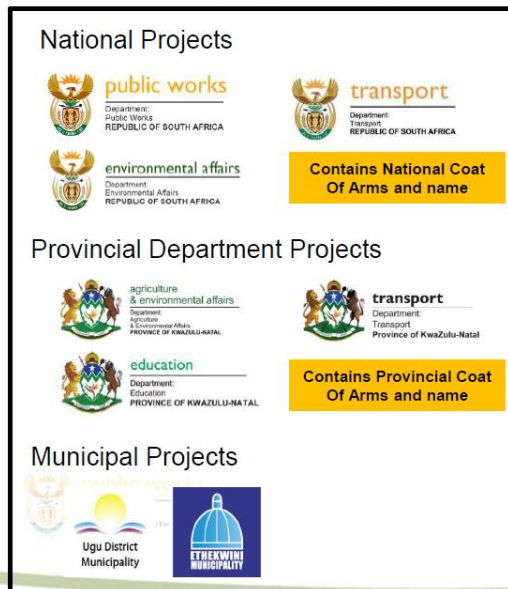 National Projects
public works
Department:
Public Works
REPUBLIC OF SOUTH AFRICA
transport
Department:
Transport
REPUBLIC OF SOUTH AFRICA
environmental affairs
Department:
Environmental Affairs
REPUBLIC OF SOUTH AFRICA
Contains National Coat
Of Arms and name
Provincial Department Projects
agriculture
& environmental affairs
Department:
Agriculture
& Environmental Affairs
PROVINCE OF KWAZULU-NATAL
transport
Department:
Transport
Province of KwaZulu-Natal
education
Department:
Education
PROVINCE OF KWAZULU-NATAL
Contains Provincial Coat
Of Arms and name
Municipal Projects
public works
Ugu District
Municipality
ETHEKWINI
MUNICIPALITY